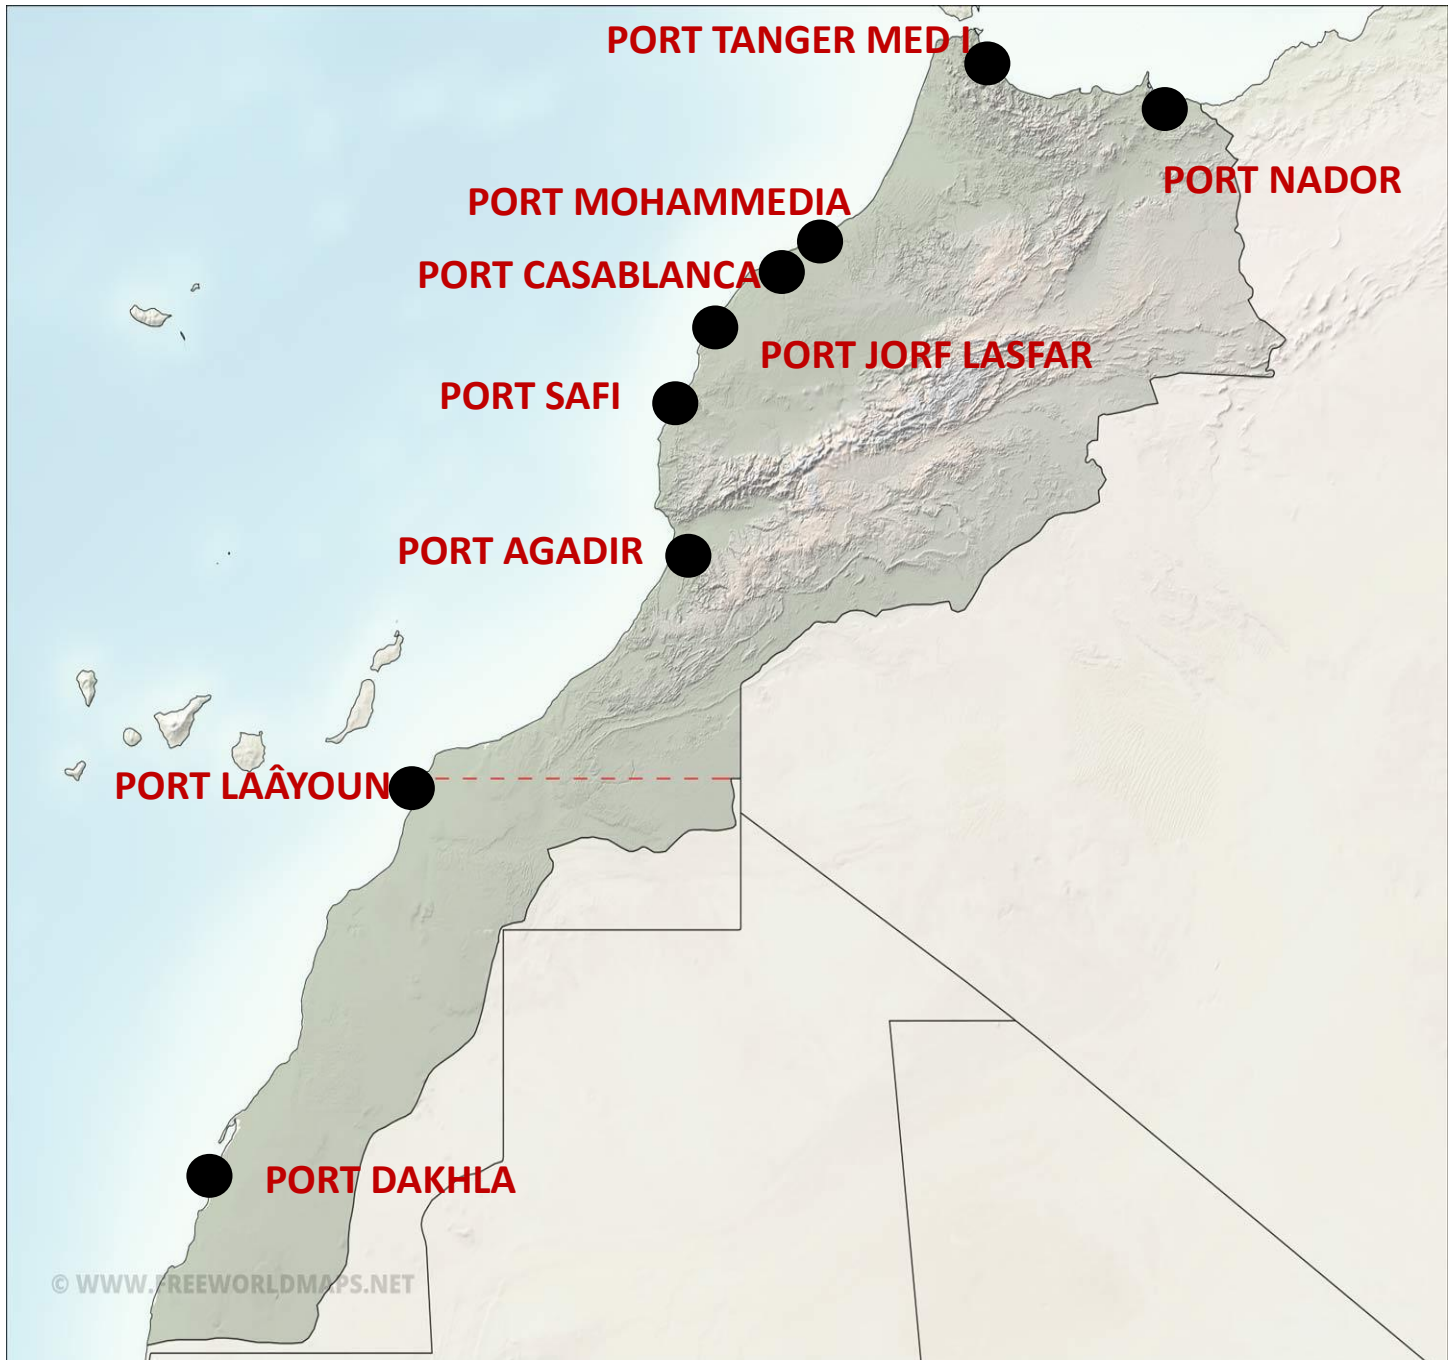 PORT TANGER MED I
PORT NADOR
PORT MOHAMMEDIA
PORT CASABLANCA
PORT JORF LASFAR
PORT SAFI
PORT AGADIR
PORT LAÂYOUN
PORT DAKHLA
© WWW.FREEWORLDMAPS.NET